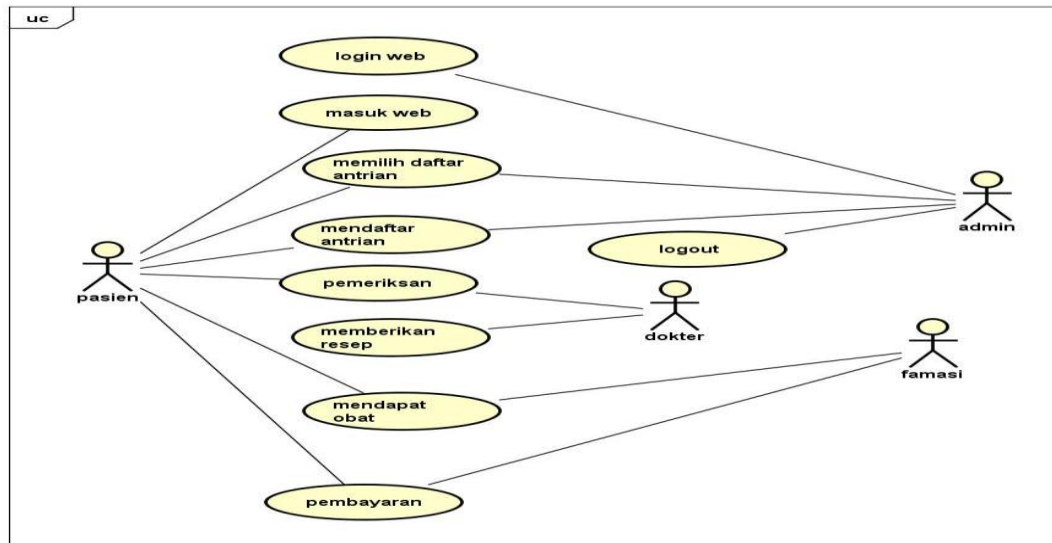 uc
login web
masuk web
memilih daftar
antrian
mendaftar
antrian
logout
admin
pasien
pemeriksan
memberikan
resep
dokter
famasi
mendapat
obat
pembayaran